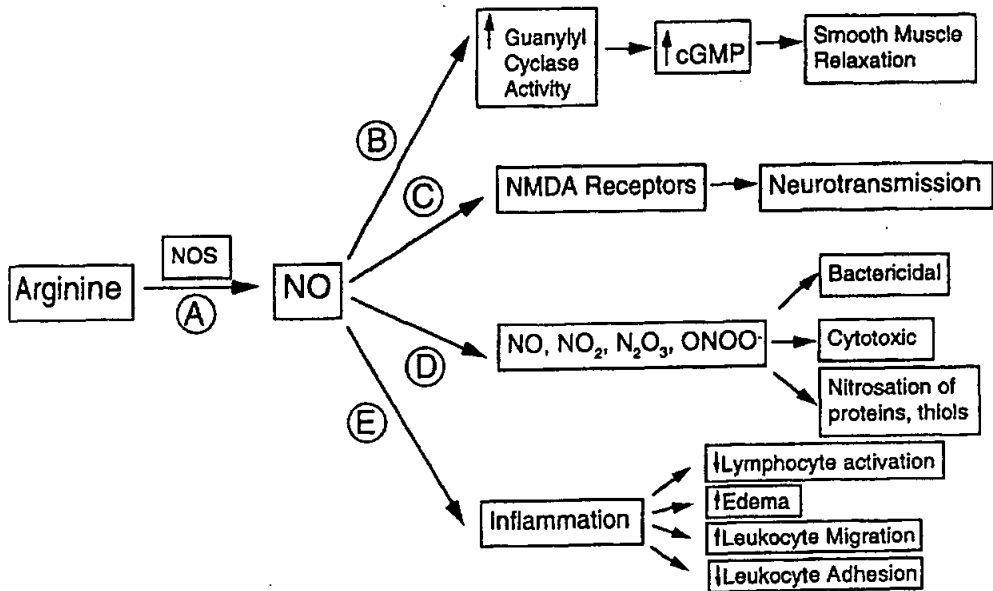 ↑ Guanylyl
Cyclase
Activity
↑ cGMP
Smooth Muscle
Relaxation
B
C
NMDA Receptors
Neurotransmission
NOS
Arginine
A
NO
Bactericidal
NO, NO₂, N₂O₃, ONOO⁻
Cytotoxic
D
Nitrosation of
proteins, thiols
E
↓Lymphocyte activation
↑Edema
Inflammation
↑Leukocyte Migration
↓Leukocyte Adhesion